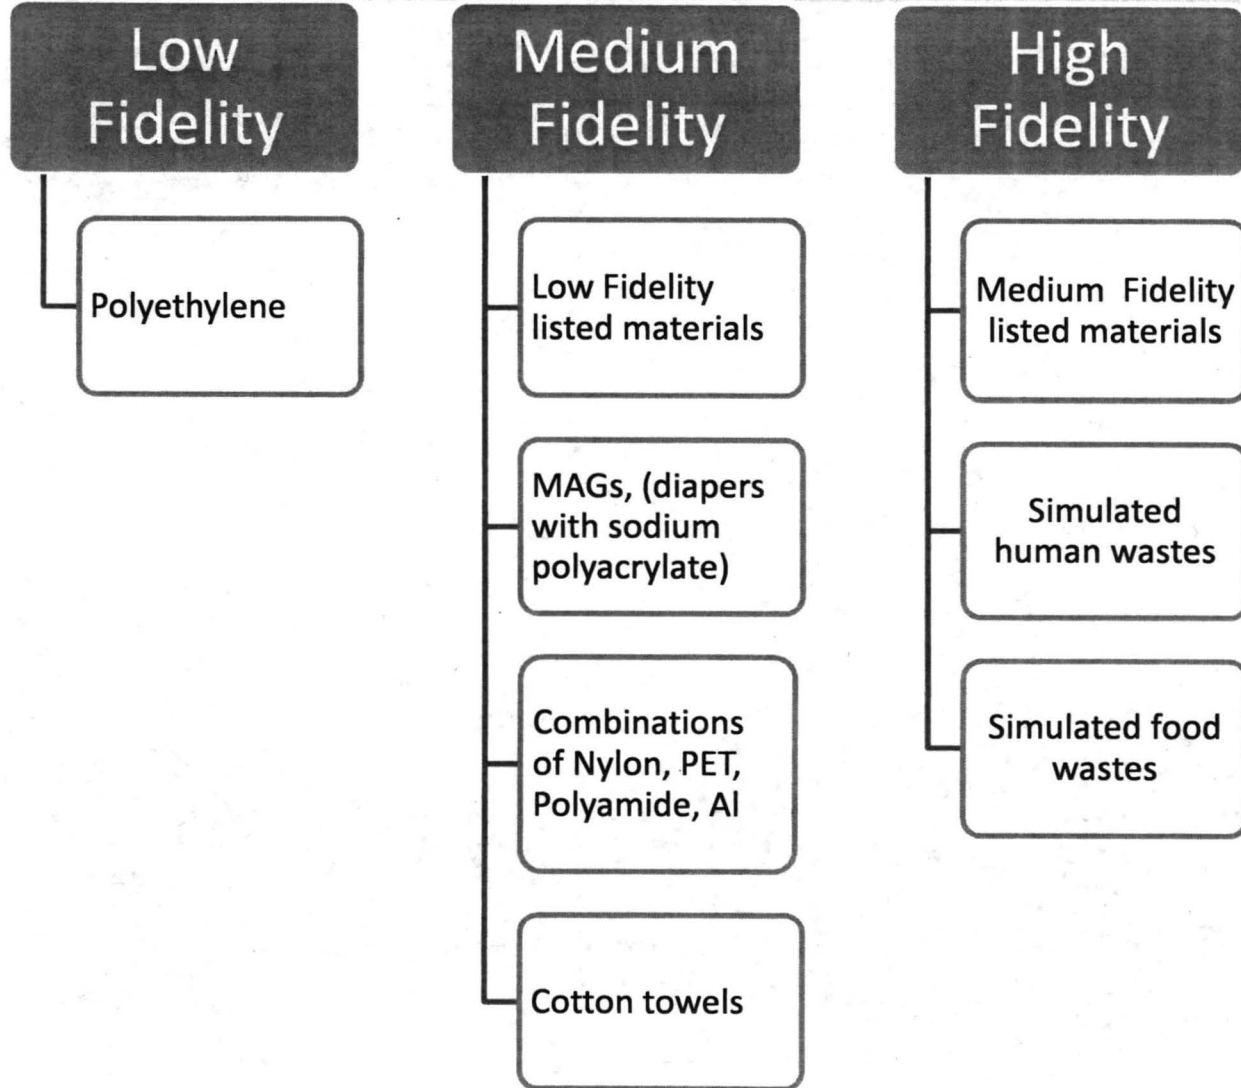 Low
Fidelity
Polyethylene
Medium
Fidelity
Low Fidelity
listed materials
MAGs, (diapers
with sodium
polyacrylate)
Combinations
of Nylon, PET,
Polyamide, Al
Cotton towels
High
Fidelity
Medium Fidelity
listed materials
Simulated
human wastes
Simulated food
wastes